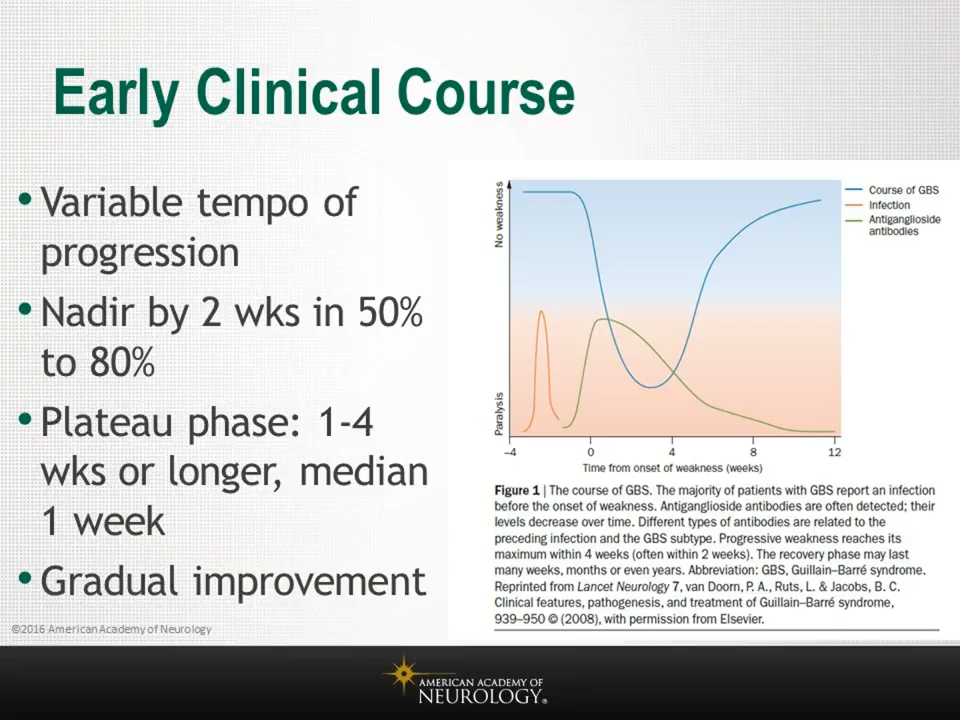 Early Clinical Course
• Variable tempo of
progression
• Nadir by 2 wks in 50%
to 80%
• Plateau phase: 1-4
wks or longer, median
1 week
• Gradual improvement
©2016 American Academy of Neurology
No weakness
Paralysis
–4 0 4 8 12
Time from onset of weakness (weeks)
Course of GBS
Infection
Antiganglioside
antibodies
Figure 1 | The course of GBS. The majority of patients with GBS report an infection
before the onset of weakness. Antiganglioside antibodies are often detected; their
levels decrease over time. Different types of antibodies are related to the
preceding infection and the GBS subtype. Progressive weakness reaches its
maximum within 4 weeks (often within 2 weeks). The recovery phase may last
many weeks, months or even years. Abbreviation: GBS, Guillain–Barré syndrome.
Reprinted from Lancet Neurology 7, van Doorn, P. A., Ruts, L. & Jacobs, B. C.
Clinical features, pathogenesis, and treatment of Guillain–Barré syndrome,
939–950 © (2008), with permission from Elsevier.
AMERICAN ACADEMY OF
NEUROLOGY®